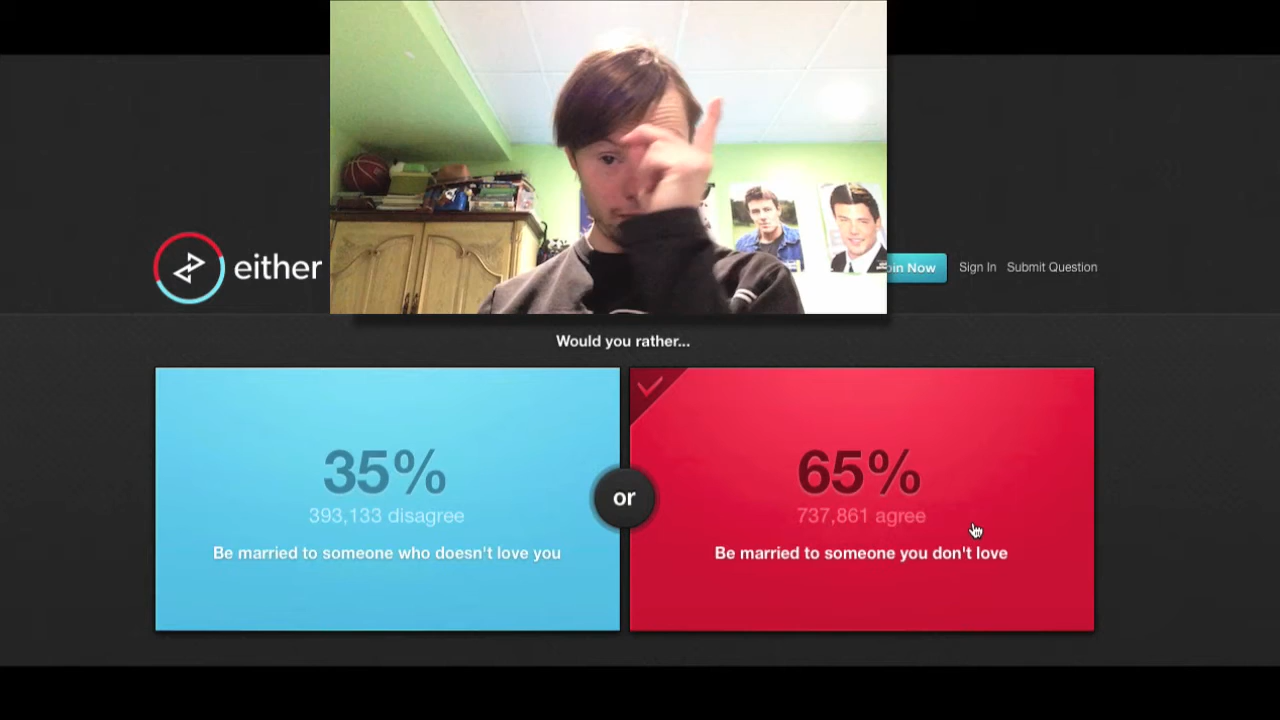 either
oin Now
Sign In
Submit Question
Would you rather...
35%
393,133 disagree
Be married to someone who doesn't love you
or
65%
737,861 agree
Be married to someone you don't love